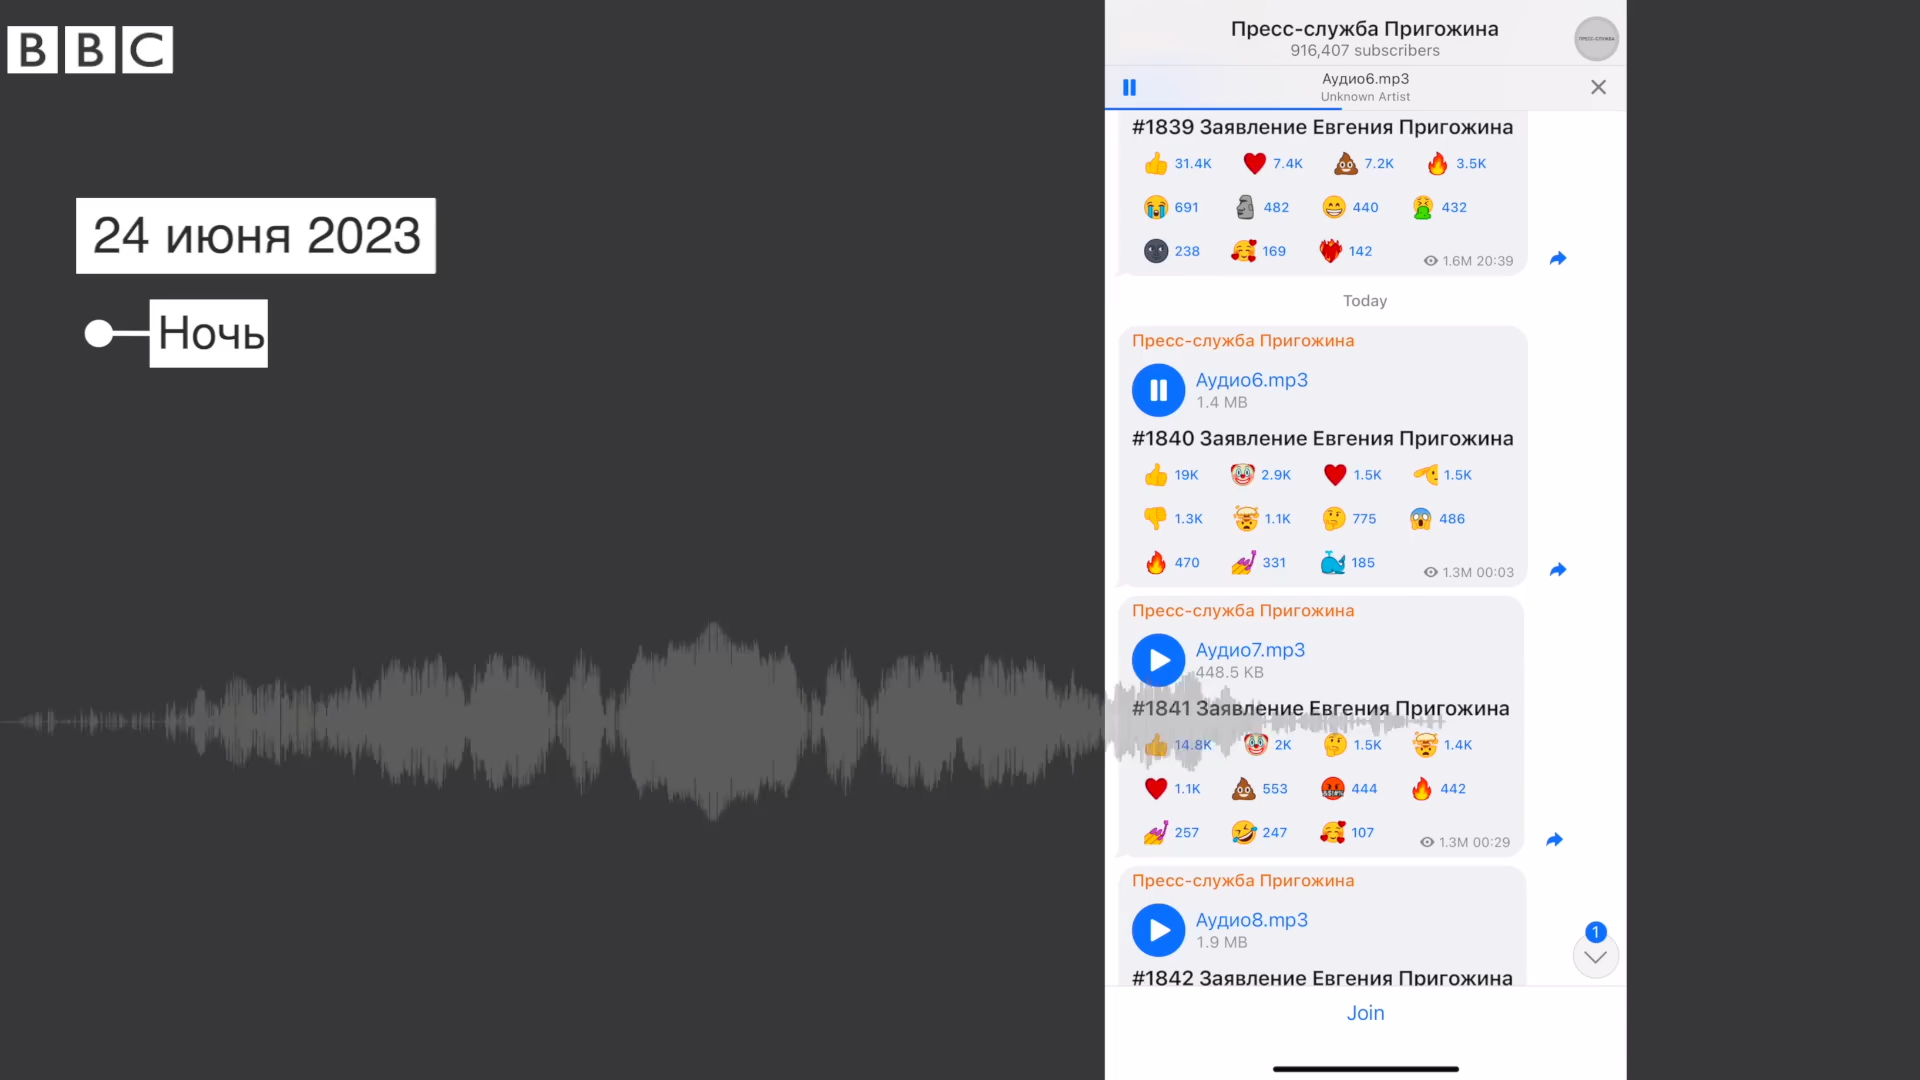 BBC
24 июня 2023
Ночь
Пресс-служба Пригожина
916,407 subscribers
ПРЕСС-СЛУЖБА
Аудио6.mp3
Unknown Artist
#1839 Заявление Евгения Пригожина
31.4K 7.4K 7.2K 3.5K
691 482 440 432
238 169 142 1.6M 20:39
Today
Пресс-служба Пригожина
Аудио6.mp3
1.4 MB
#1840 Заявление Евгения Пригожина
19K 2.9K 1.5K 1.5K
1.3K 1.1K 775 486
470 331 185 1.3M 00:03
Пресс-служба Пригожина
Аудио7.mp3
448.5 KB
#1841 Заявление Евгения Пригожина
14.8K 2K 1.5K 1.4K
1.1K 553 444 442
257 247 107 1.3M 00:29
Пресс-служба Пригожина
Аудио8.mp3
1.9 MB
#1842 Заявление Евгения Пригожина
1
Join